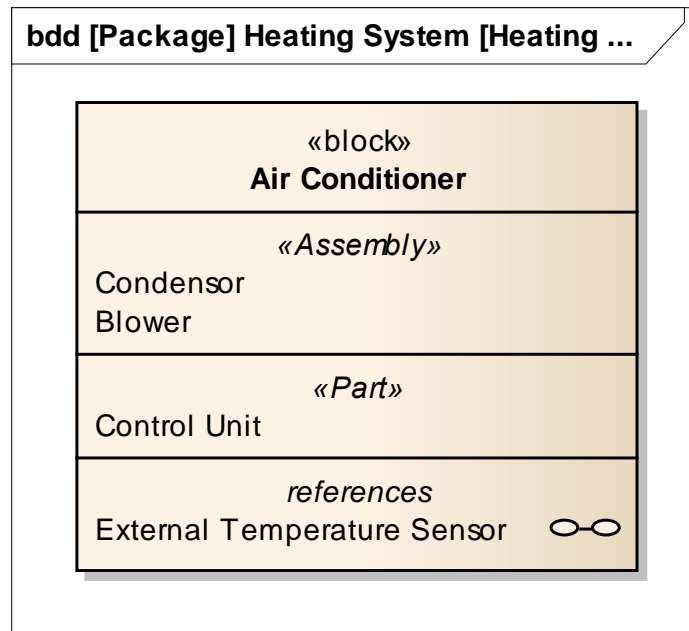 bdd [Package] Heating System [Heating ...
«block»
Air Conditioner
«Assembly»
Condensor
Blower
«Part»
Control Unit
references
External Temperature Sensor